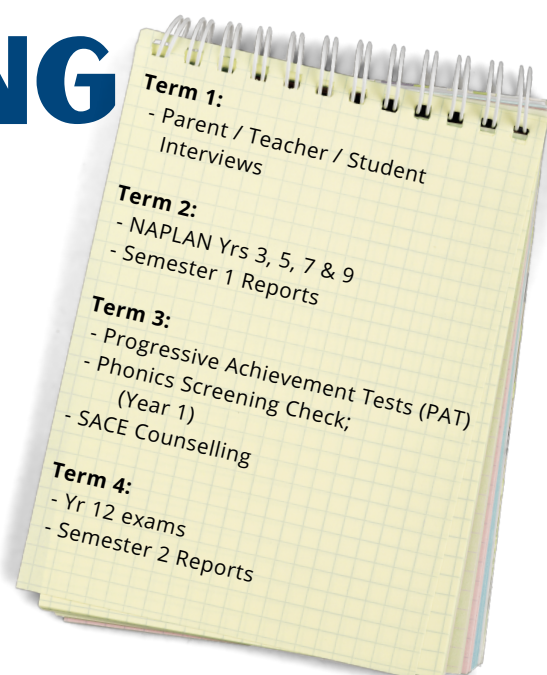 NG
Term 1:
- Parent / Teacher / Student
Interviews
Term 2:
- NAPLAN Yrs 3, 5, 7 & 9
- Semester 1 Reports
Term 3:
- Progressive Achievement Tests (PAT)
- Phonics Screening Check;
(Year 1)
- SACE Counselling
Term 4:
- Yr 12 exams
- Semester 2 Reports